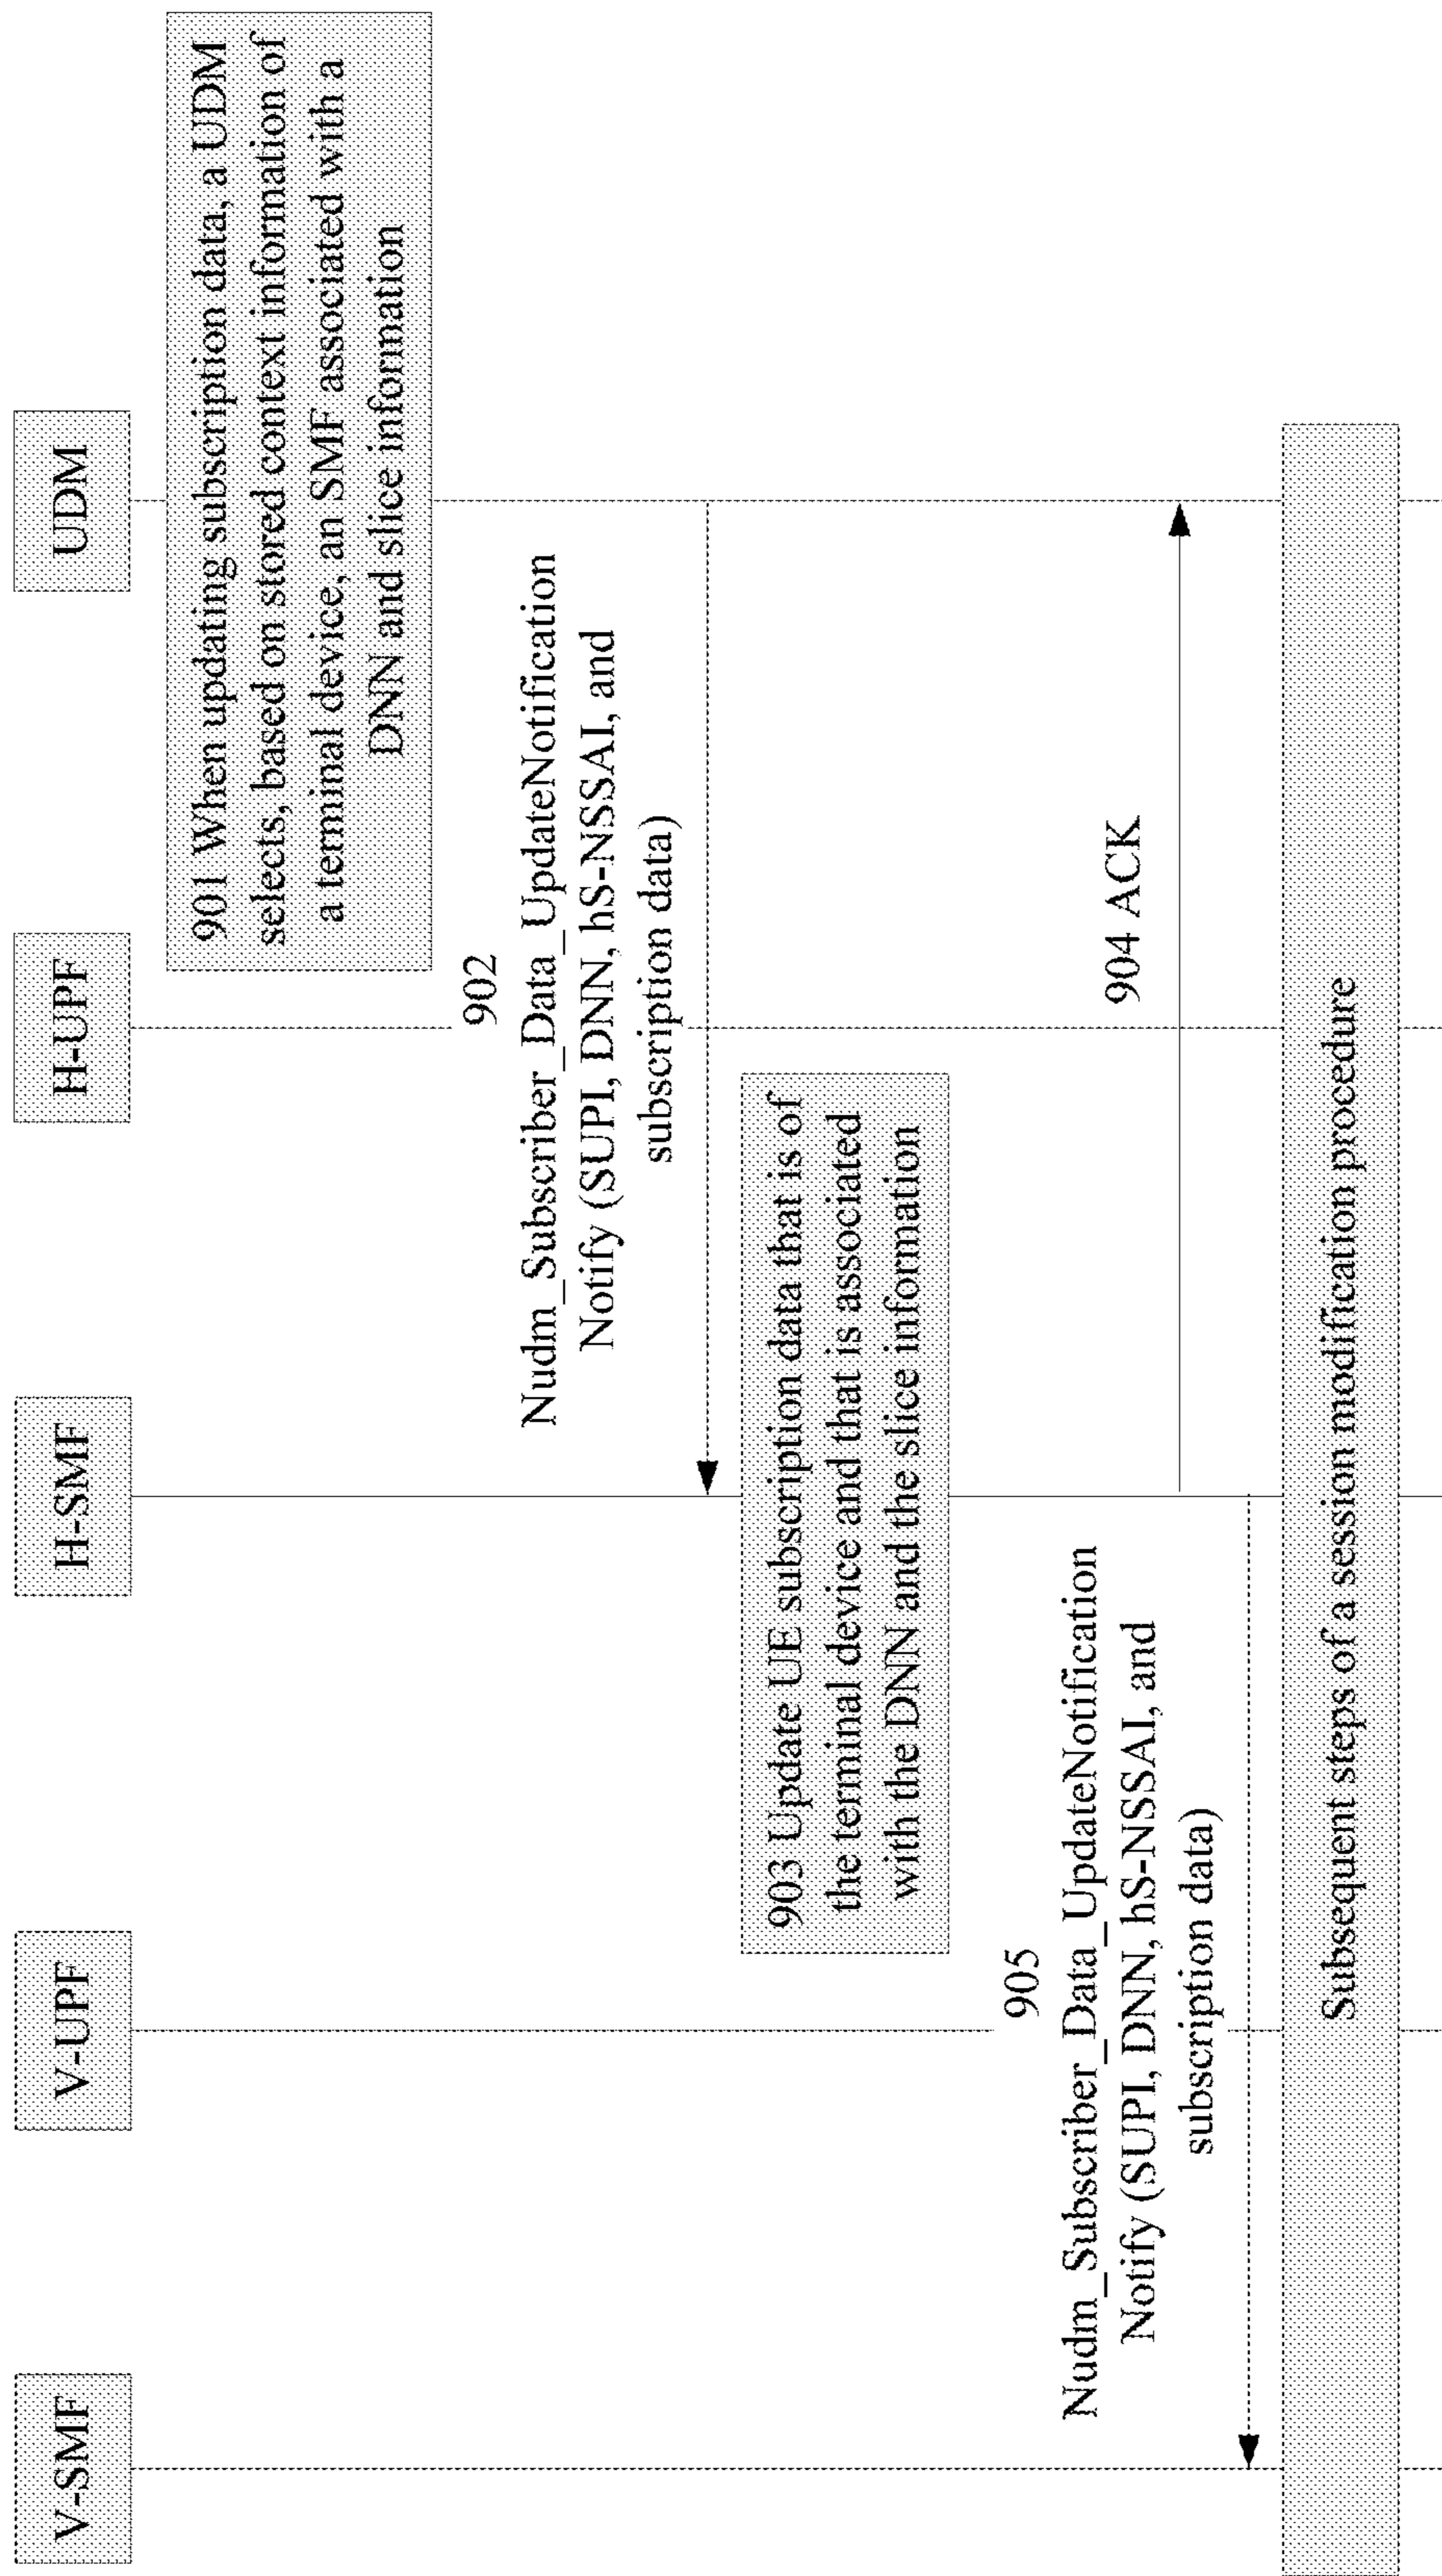 V-SMF
V-UPF
H-SMF
H-UPF
UDM
901 When updating subscription data, a UDM
selects, based on stored context information of
a terminal device, an SMF associated with a
DNN and slice information
902
Nudm_Subscriber_Data_UpdateNotification
Notify (SUPI, DNN, hS-NSSAI, and
subscription data)
903 Update UE subscription data that is of
the terminal device and that is associated
with the DNN and the slice information
904 ACK
905
Nudm_Subscriber_Data_UpdateNotification
Notify (SUPI, DNN, hS-NSSAI, and
subscription data)
Subsequent steps of a session modification procedure